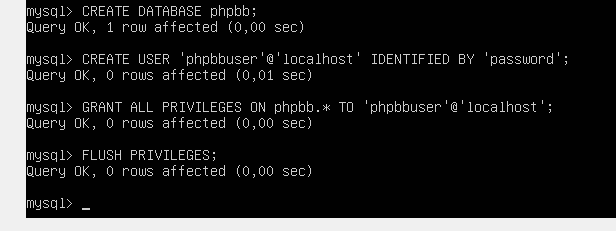 mysql> CREATE DATABASE phpbb;
Query OK, 1 row affected (0,00 sec)
mysql> CREATE USER 'phpbbuser'@'localhost' IDENTIFIED BY 'password';
Query OK, 0 rows affected (0,01 sec)
mysql> GRANT ALL PRIVILEGES ON phpbb.* TO 'phpbbuser'@'localhost';
Query OK, 0 rows affected (0,00 sec)
mysql> FLUSH PRIVILEGES;
Query OK, 0 rows affected (0,00 sec)
mysql> _